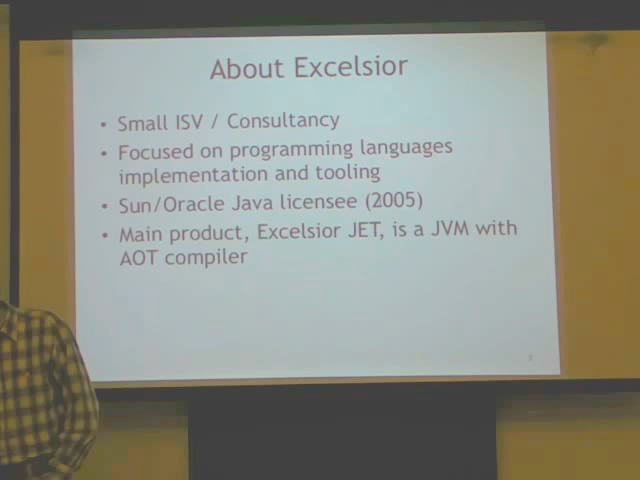 About Excelsior
• Small ISV / Consultancy
• Focused on programming languages
implementation and tooling
• Sun/Oracle Java licensee (2005)
• Main product, Excelsior JET, is a JVM with
AOT compiler